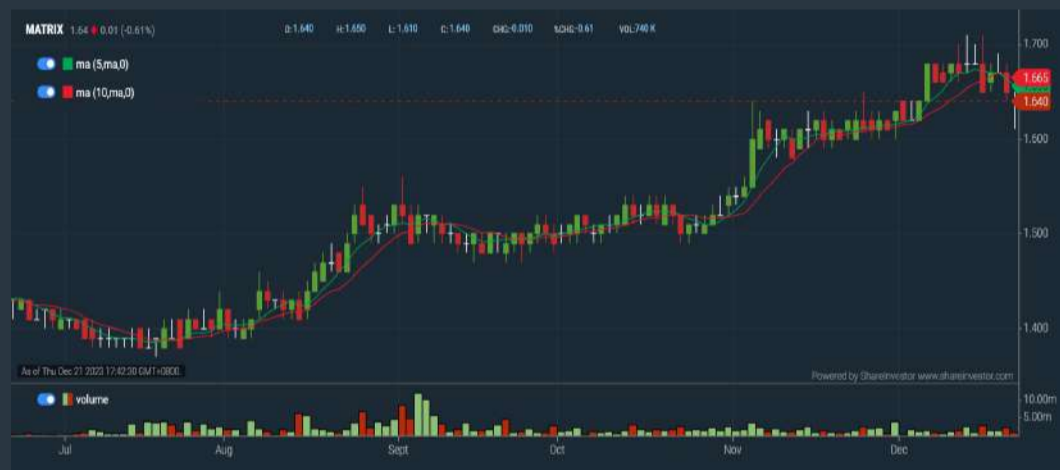 MATRIX 1.64 0.01 (-0.61%) O:1.640 H:1.650 L: 1.610 C:1.640 CHG:-0.010 %CHG:-0.61 VOL:740 K
ma (5,ma,0)
ma (10,ma,0)
1.700
1.665
1.640
1.500
1.500
1.400
As of Thu Dec 21 2023 17:42:30 GMT+0800
Powered by ShareInvestor www.shareinvestor.com
volume
10.00m
5.00m
Jul Aug Sept Oct Nov Dec